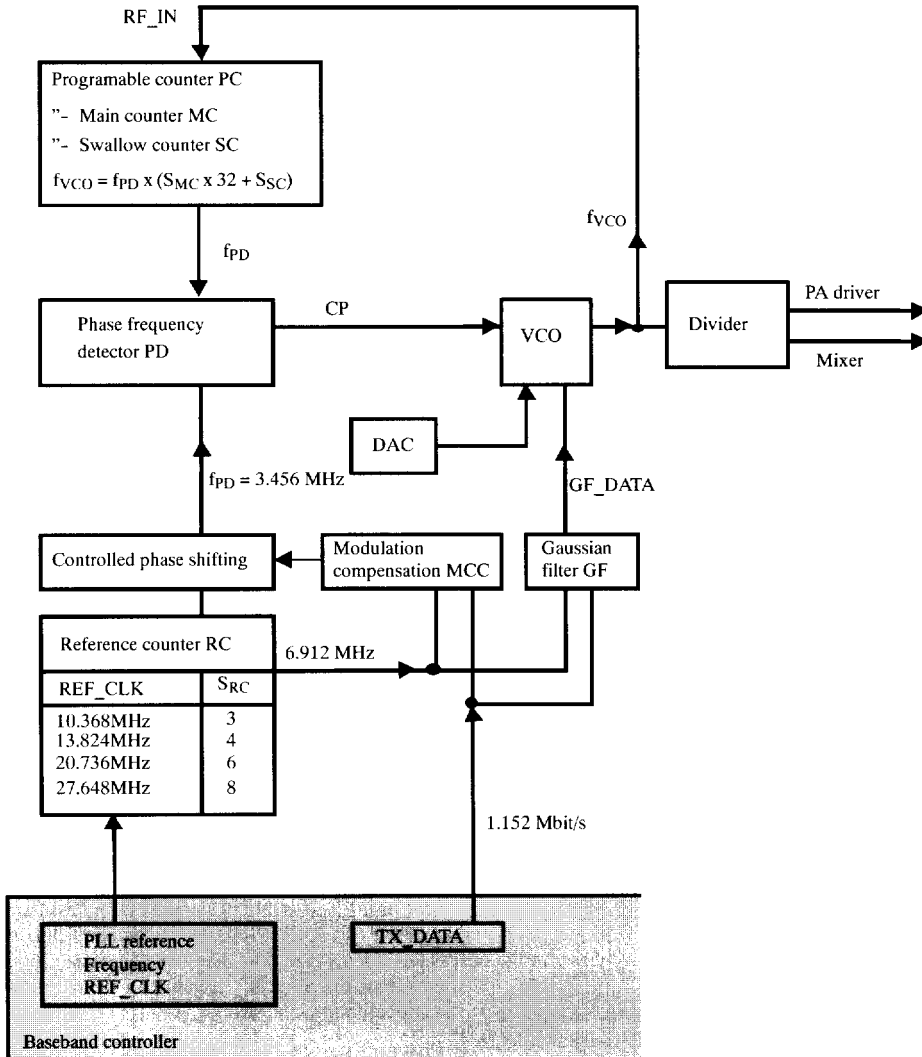 RF_IN
Programable counter PC
”- Main counter MC
”- Swallow counter SC
fVCO = fPD x (SMC x 32 + SSC)
fVCO
fPD
PA driver
CP
Phase frequency
detector PD
VCO
Divider
Mixer
DAC
fPD = 3.456 MHz
GF_DATA
Controlled phase shifting
Modulation
compensation MCC
Gaussian
filter GF
Reference counter RC
6.912 MHz
REF_CLK SRC
10.368MHz 3
13.824MHz 4
20.736MHz 6
27.648MHz 8
1.152 Mbit/s
PLL reference
Frequency
REF_CLK
TX_DATA
Baseband controller